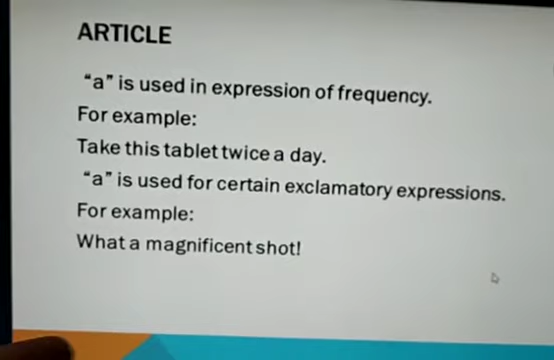 ARTICLE
“a” is used in expression of frequency.
For example:
Take this tablet twice a day.
“a” is used for certain exclamatory expressions.
For example:
What a magnificent shot!